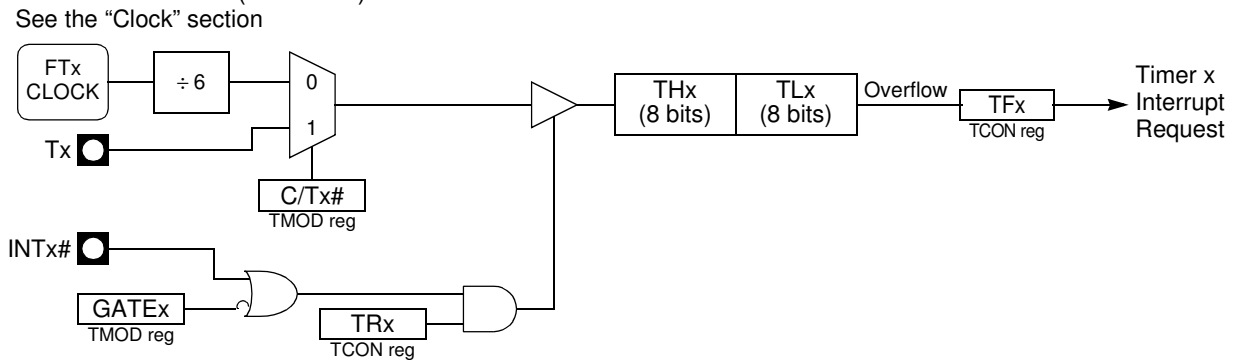 See the “Clock” section
FTx
CLOCK
÷ 6
0
1
Tx
C/Tx#
TMOD reg
THx
(8 bits)
TLx
(8 bits)
Overflow
TFx
TCON reg
Timer x
Interrupt
Request
INTx#
GATEx
TMOD reg
TRx
TCON reg